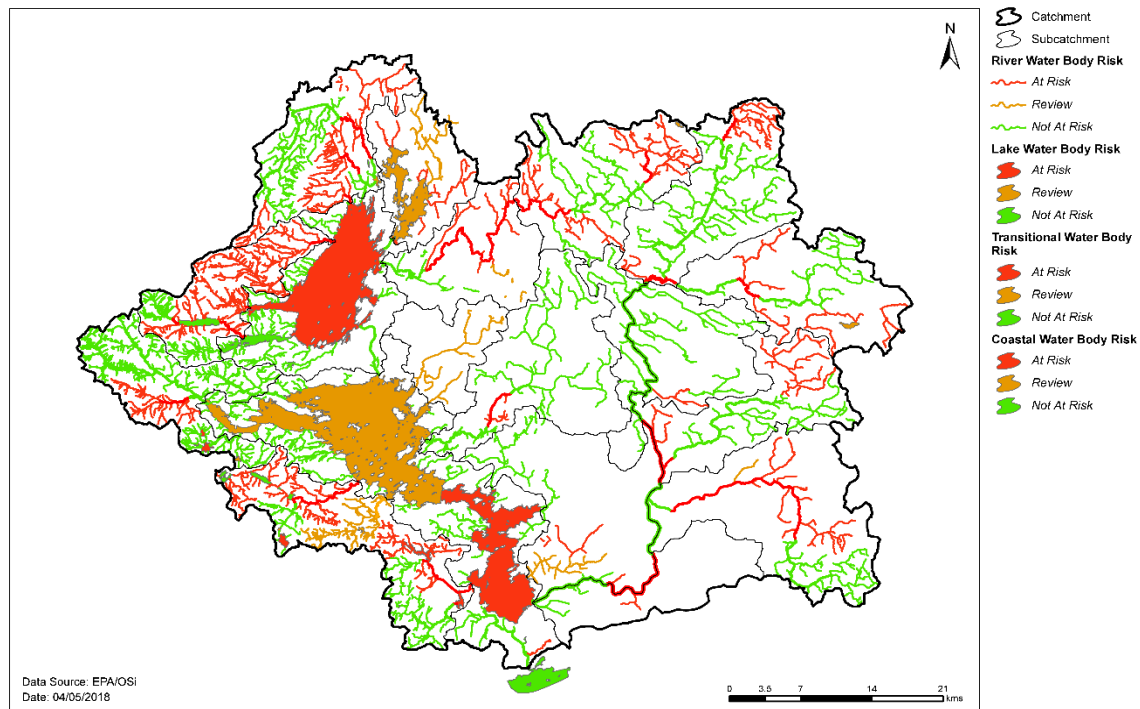 N
Data Source: EPA/OSi
Date: 04/05/2018
0 3.5 7 14 21
kms
Catchment
Subcatchment
River Water Body Risk
At Risk
Review
Not At Risk
Lake Water Body Risk
At Risk
Review
Not At Risk
Transitional Water Body
Risk
At Risk
Review
Not At Risk
Coastal Water Body Risk
At Risk
Review
Not At Risk